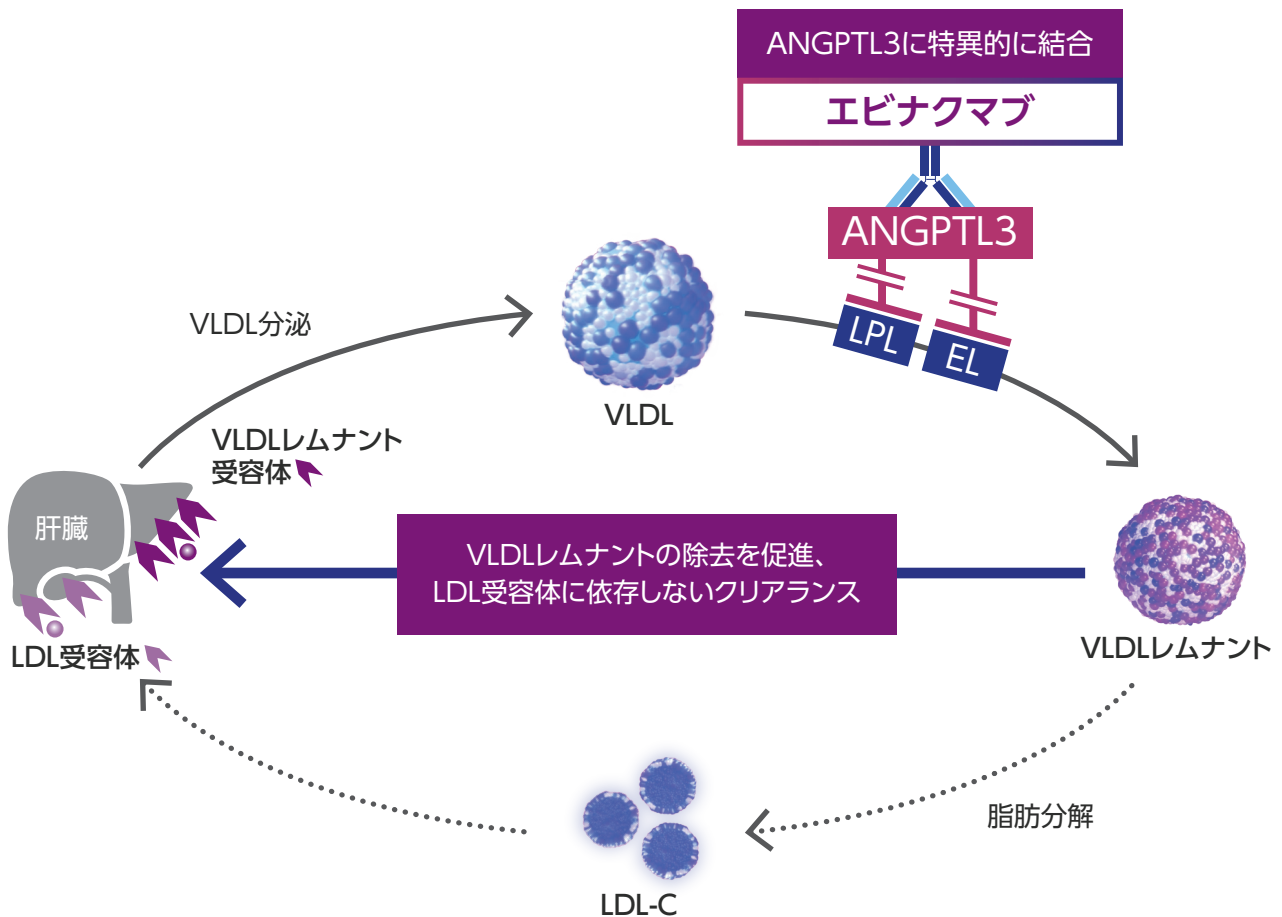 ANGPTL3に特異的に結合
エビナクマブ
ANGPTL3
LPL
EL
VLDL分泌
VLDL
VLDLレムナント
受容体
肝臓
VLDLレムナントの除去を促進、
LDL受容体に依存しないクリアランス
LDL受容体
VLDLレムナント
脂肪分解
LDL-C